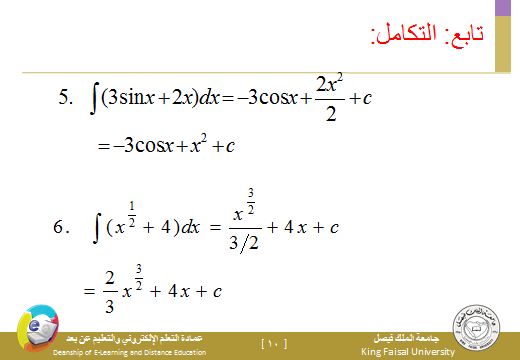 تابع: التكامل:
5. ∫(3sinx+2x)dx=−3cosx+2x²/2+c
=−3cosx+x²+c
6. ∫(x^(1/2) + 4)dx = x^(3/2)/(3/2) + 4x + c
= 2/3 x^(3/2) + 4x + c
عمادة التعلم الإلكتروني والتعليم عن بعد
Deanship of E-Learning and Distance Education
[ ١٠ ]
جامعة الملك فيصل
King Faisal University